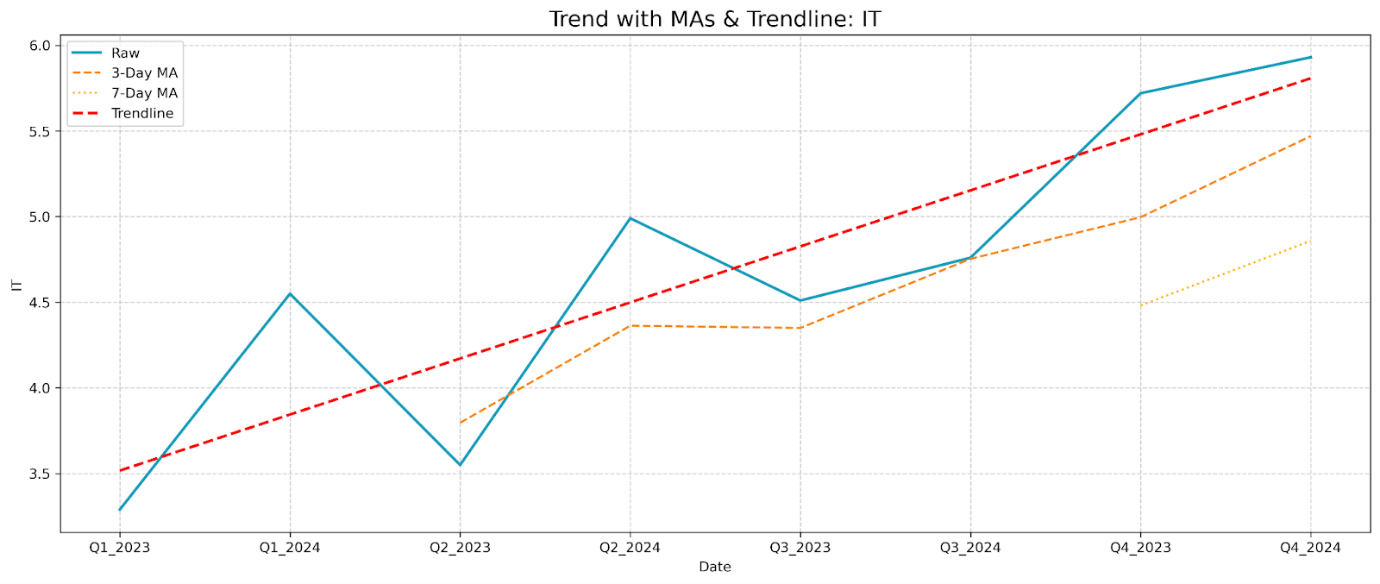 Trend with MAs & Trendline: IT
Raw
3-Day MA
7-Day MA
Trendline
6.0
5.5
5.0
4.5
4.0
3.5
IT
Q1_2023 Q1_2024 Q2_2023 Q2_2024 Q3_2023 Q3_2024 Q4_2023 Q4_2024
Date